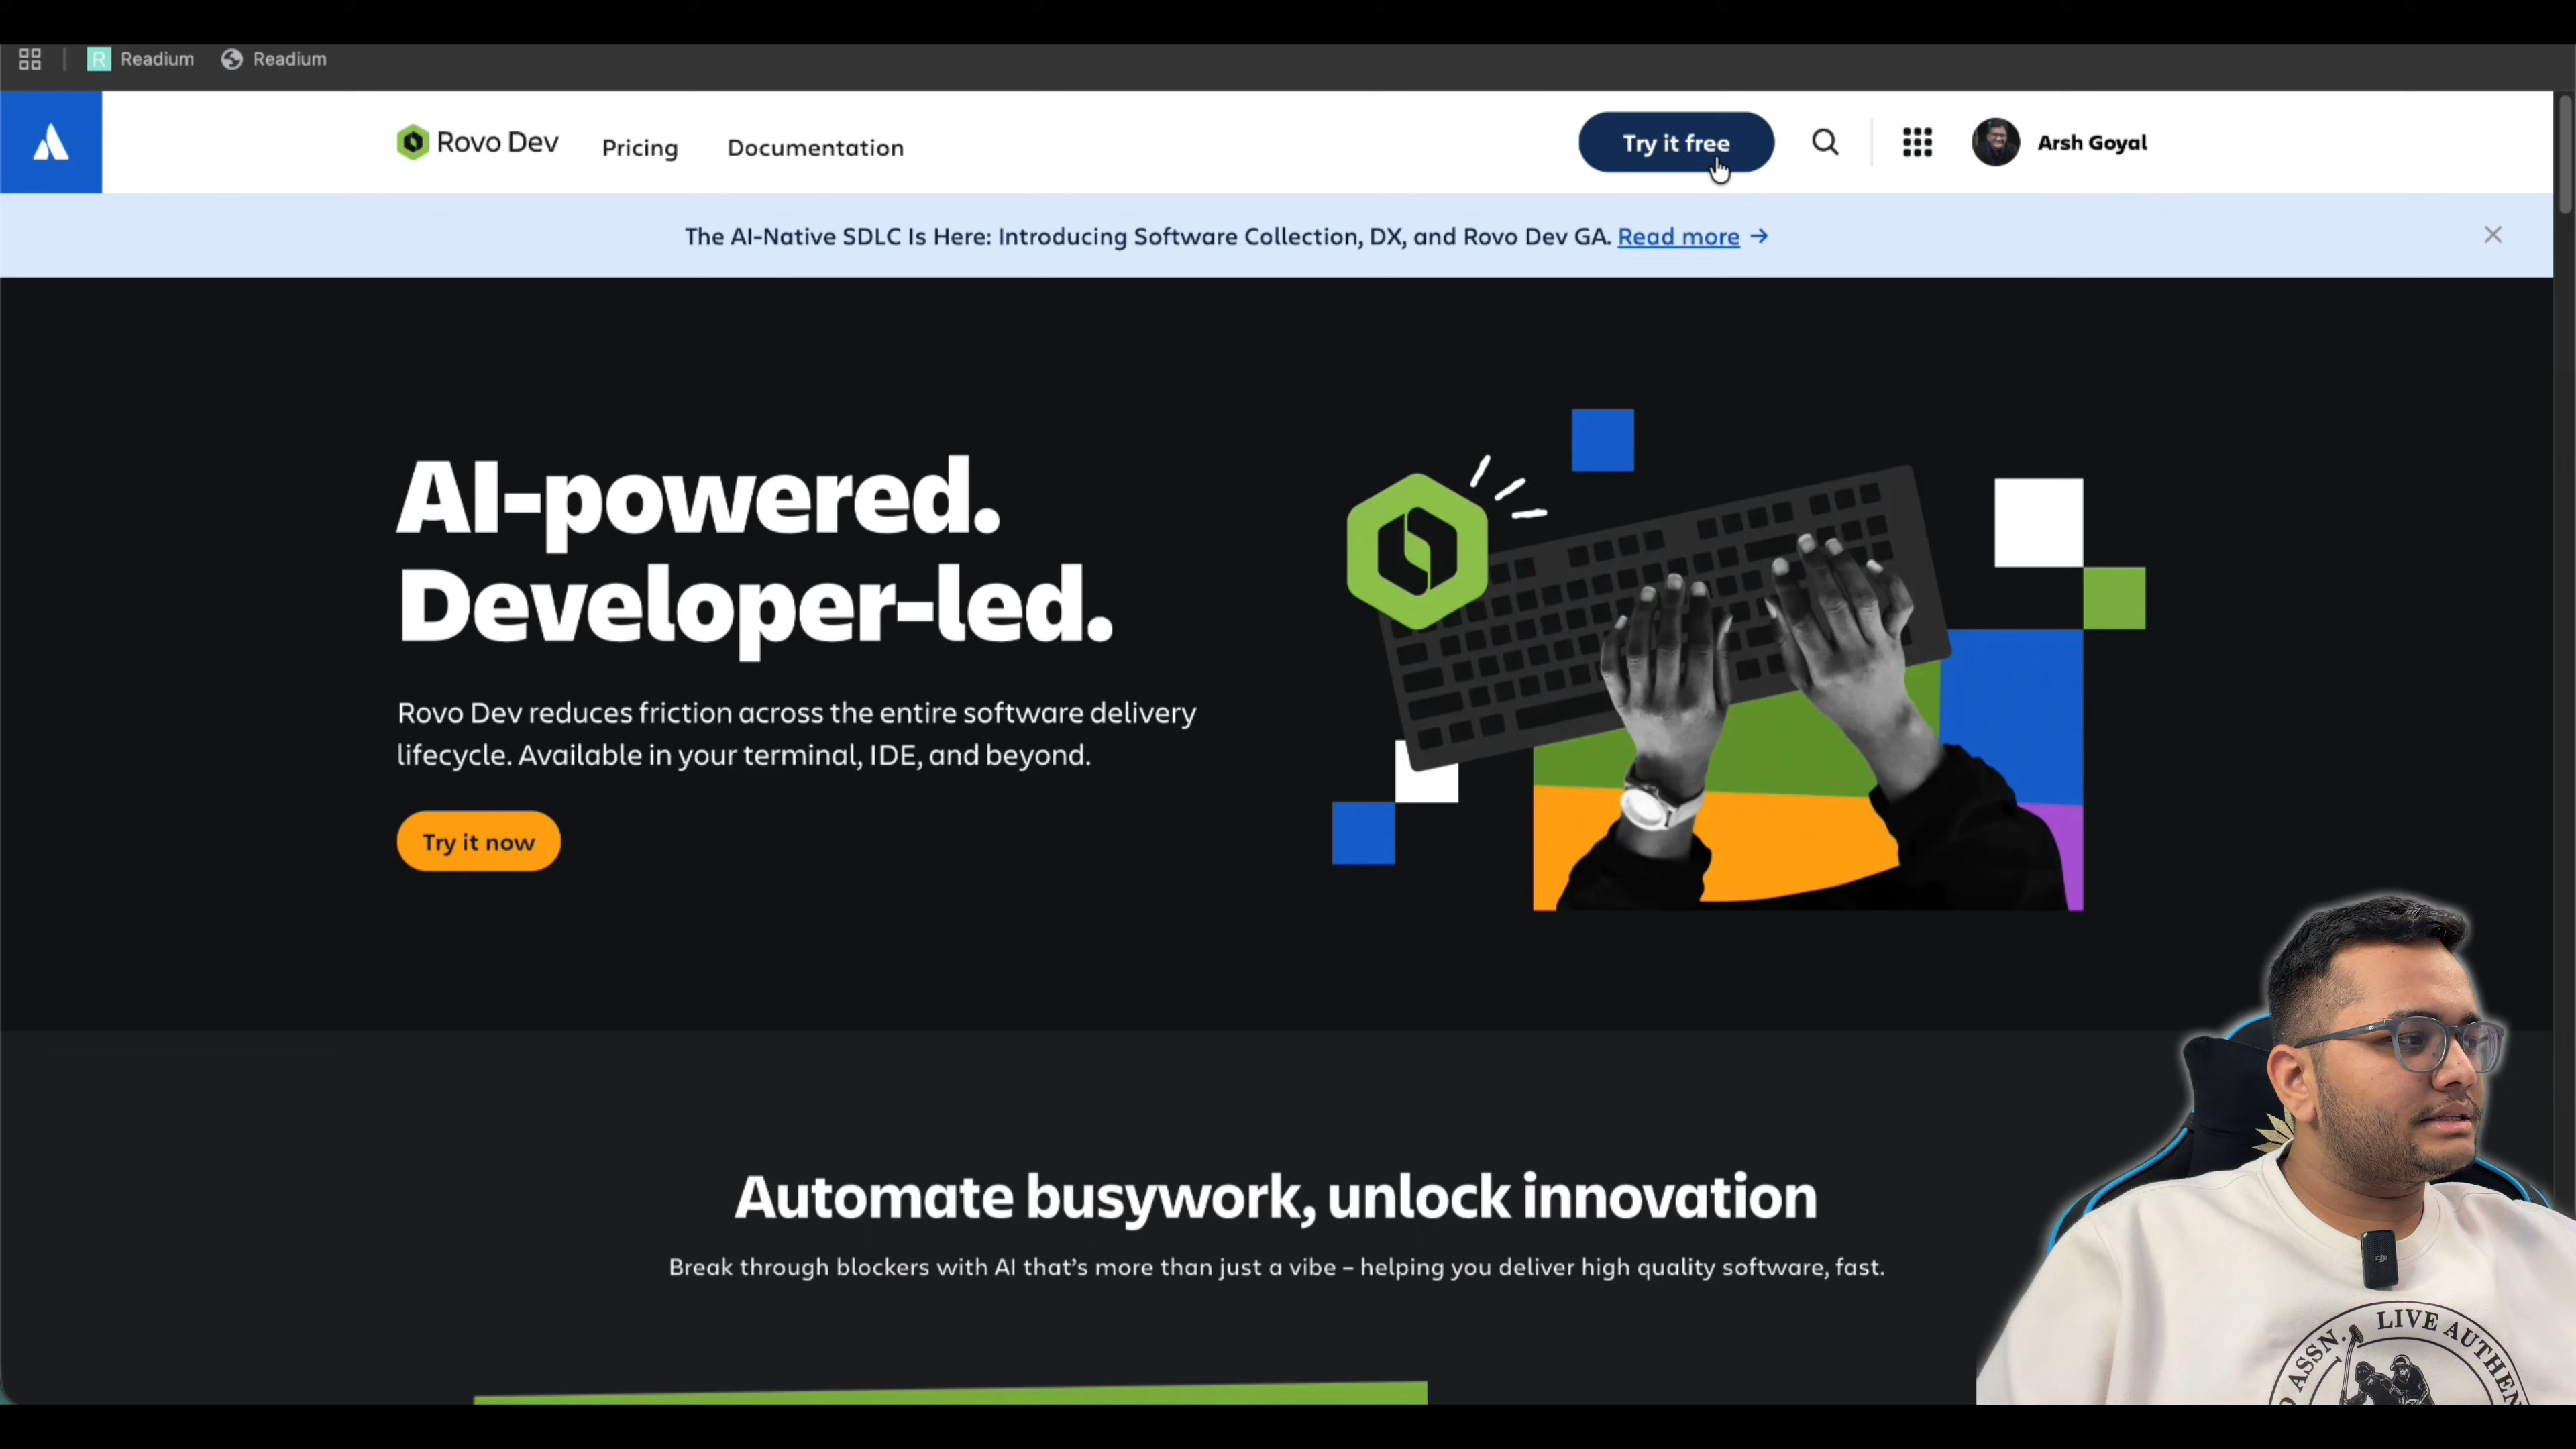 R Readium Readium
Rovo Dev Pricing Documentation Try it free Arsh Goyal
The AI-Native SDLC Is Here: Introducing Software Collection, DX, and Rovo Dev GA. Read more →
AI-powered.
Developer-led.
Rovo Dev reduces friction across the entire software delivery
lifecycle. Available in your terminal, IDE, and beyond.
Try it now
Automate busywork, unlock innovation
Break through blockers with AI that's more than just a vibe – helping you deliver high quality software, fast.
dji
ASSN. LIVE AUTHEN